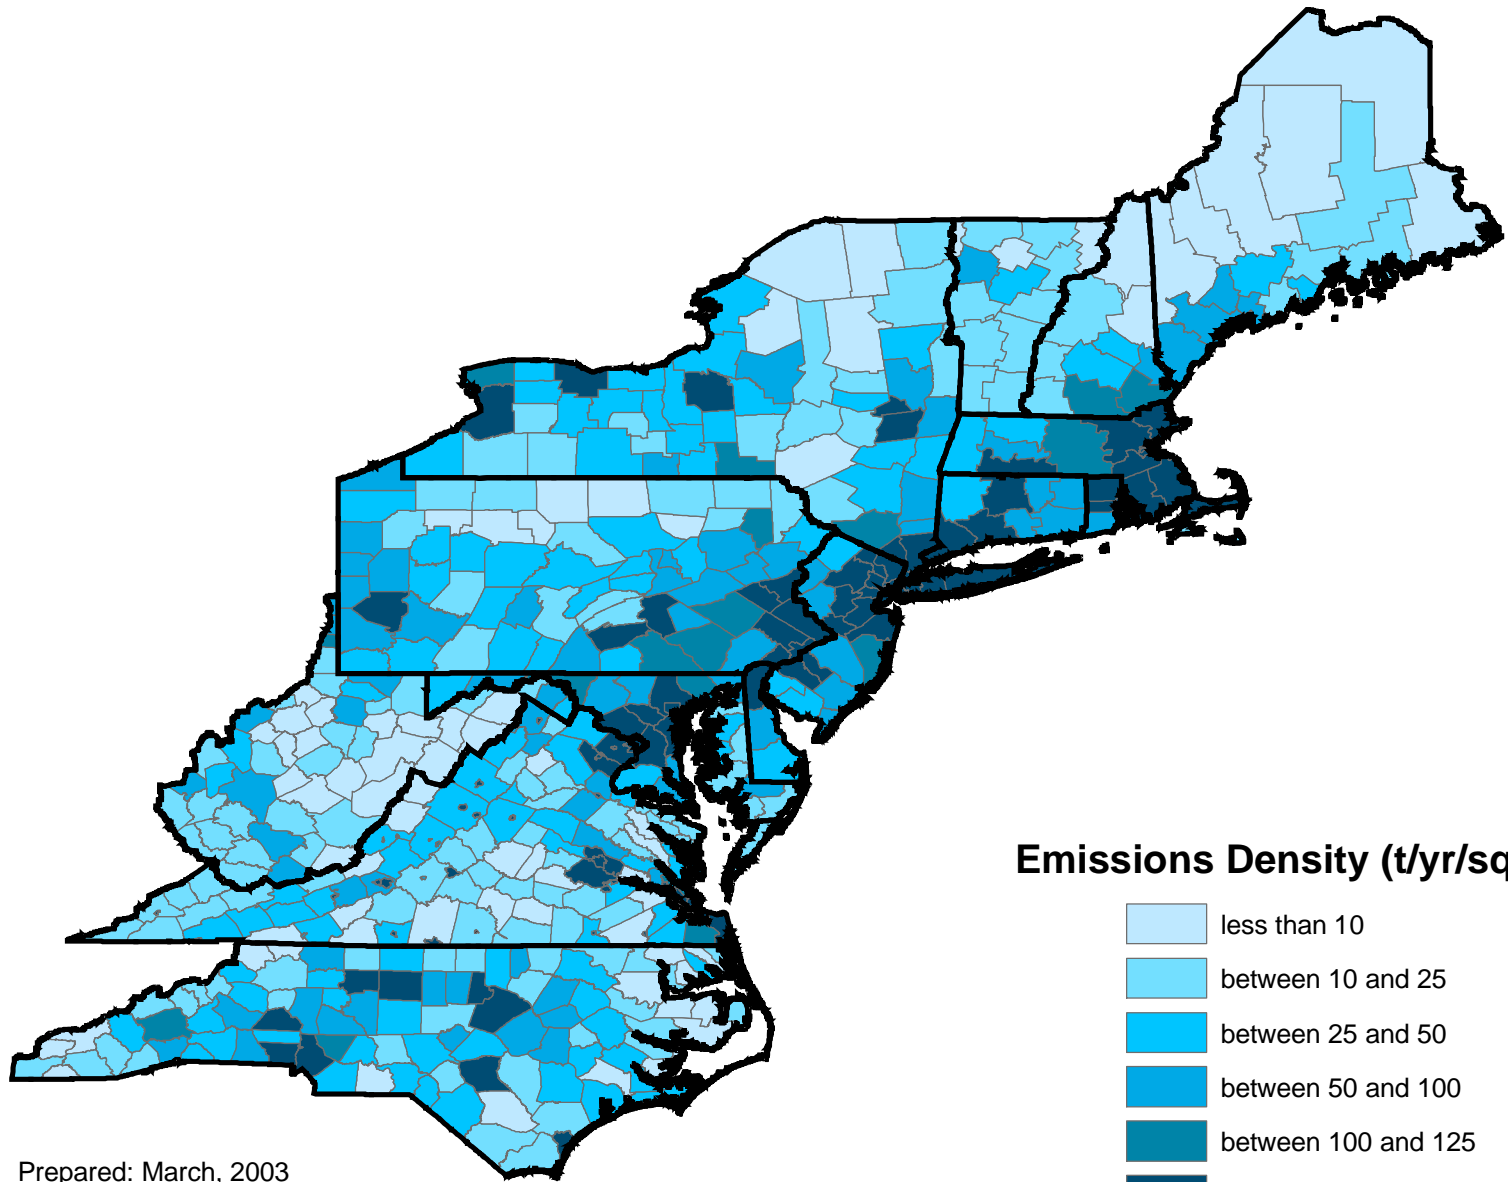 Emissions Density (t/yr/sq
less than 10
between 10 and 25
between 25 and 50
between 50 and 100
between 100 and 125
Prepared: March, 2003